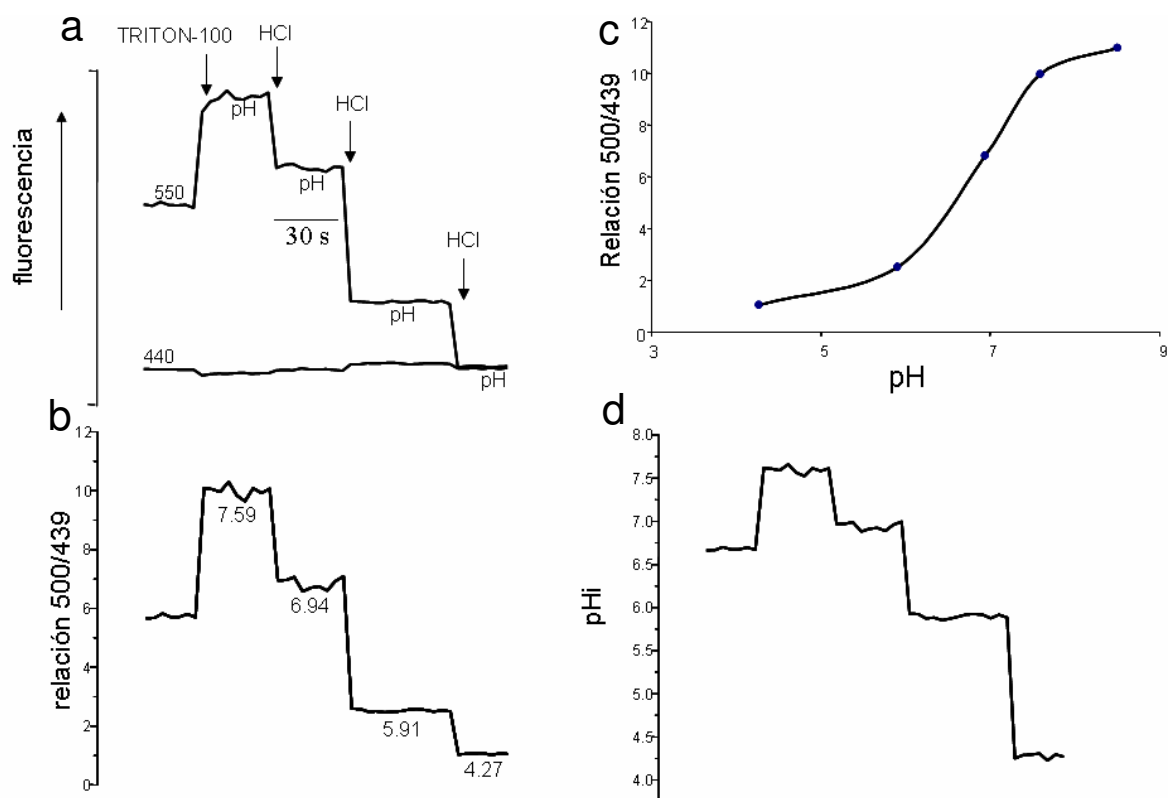 a
TRITON-100
HCl
HCl
HCl
fluorescencia
550
440
pH
pH
pH
pH
30 s
b
relación 500/439
12
10
8
6
4
2
0
7.59
6.94
5.91
4.27
c
Relación 500/439
12
10
8
6
4
2
0
3
5
7
9
pH
d
pHi
8.0
7.5
7.0
6.5
6.0
5.5
5.0
4.5
4.0